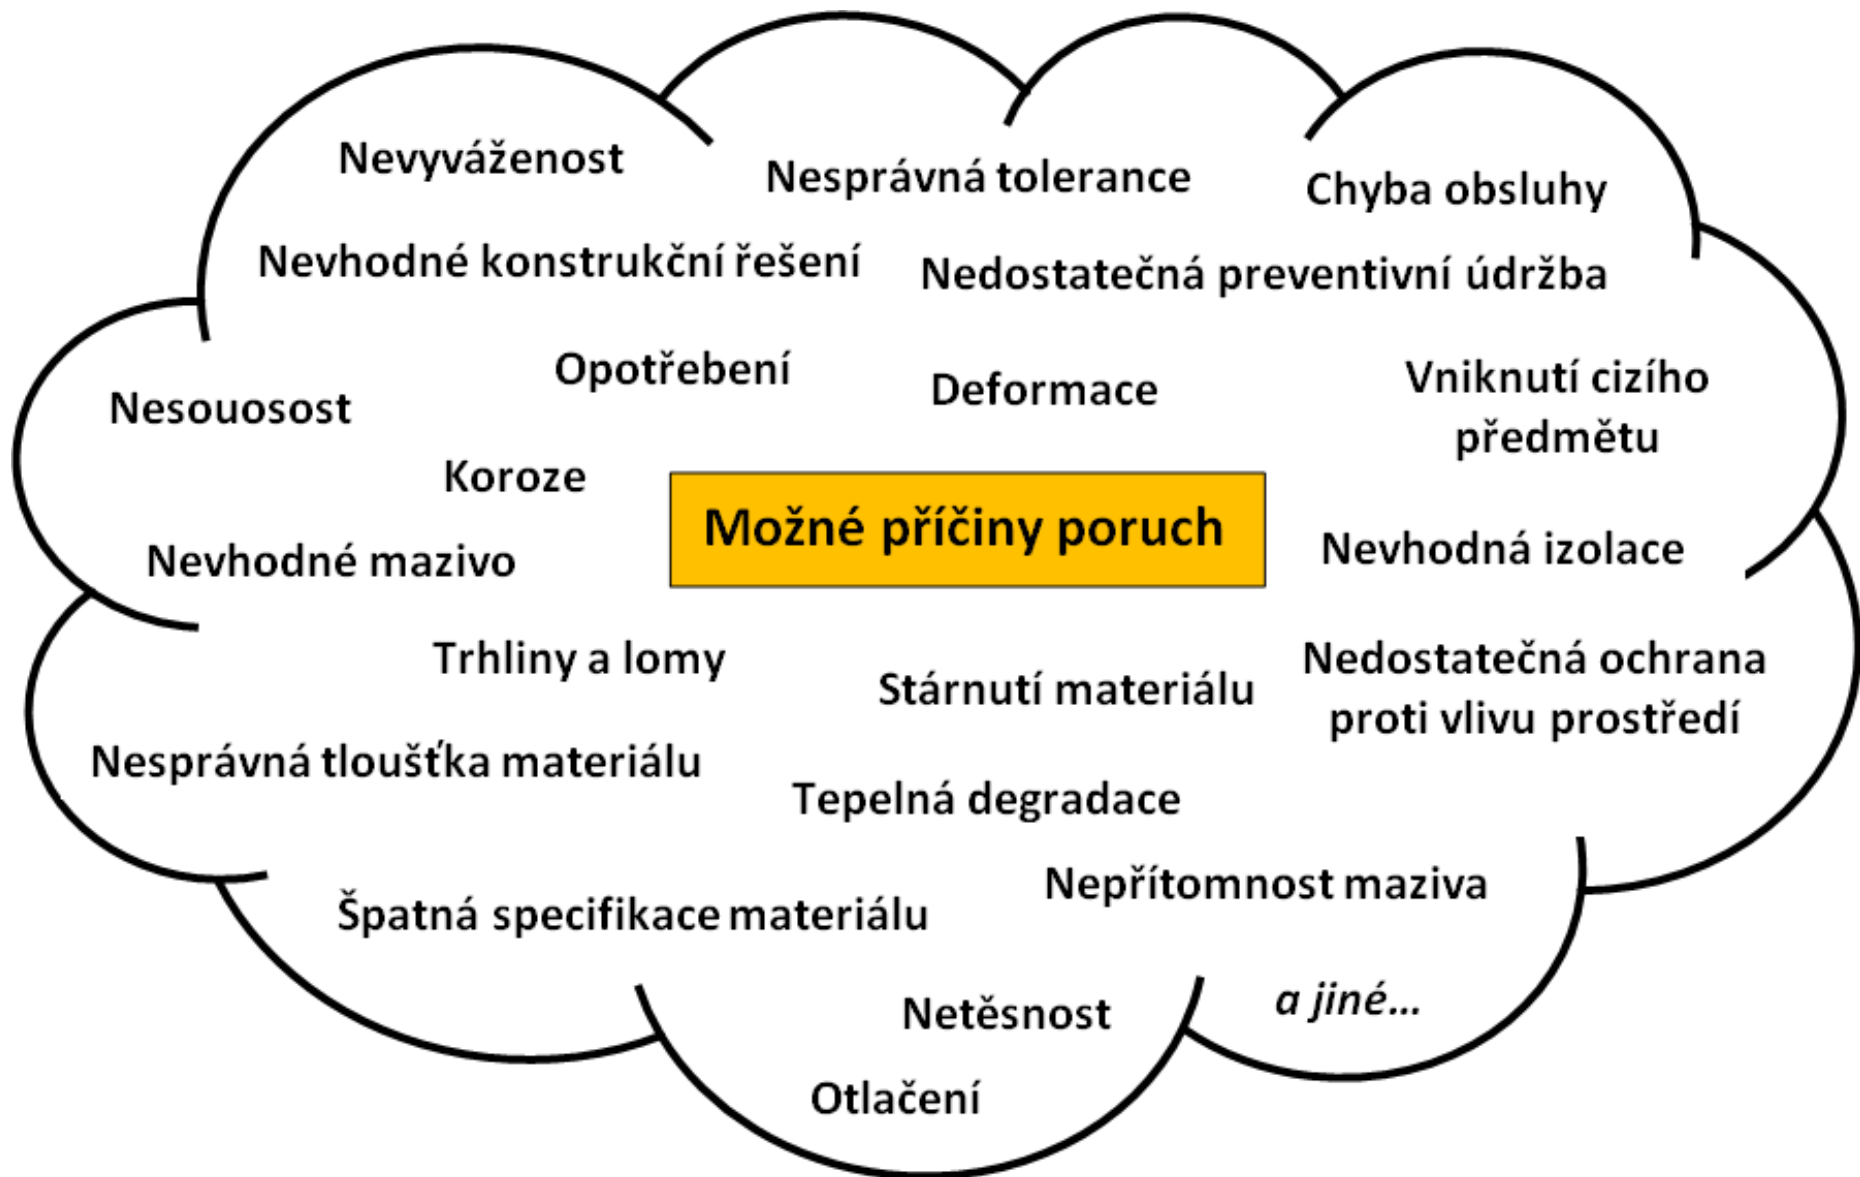 Nevyváženost
Nesprávná tolerance
Chyba obsluhy
Nevhodné konstrukční řešení
Nedostatečná preventivní údržba
Opotřebení
Deformace
Vniknutí cizího
předmětu
Nesouosost
Koroze
Možné příčiny poruch
Nevhodné mazivo
Nevhodná izolace
Trhliny a lomy
Stárnutí materiálu
Nedostatečná ochrana
proti vlivu prostředí
Nesprávná tloušťka materiálu
Tepelná degradace
Nepřítomnost maziva
Špatná specifikace materiálu
Netěsnost
a jiné...
Otlačení